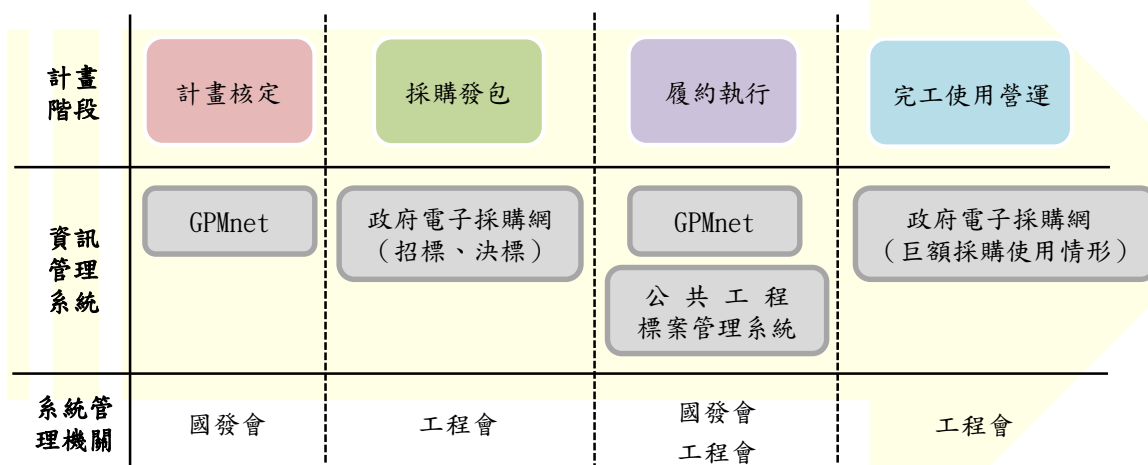 計畫
階段
計畫核定
採購發包
履約執行
完工使用營運
資訊
管理
系統
GPMnet
政府電子採購網
（招標、決標）
GPMnet
公共工程
標案管理系統
政府電子採購網
（巨額採購使用情形）
系統管
理機關
國發會
工程會
國發會
工程會
工程會